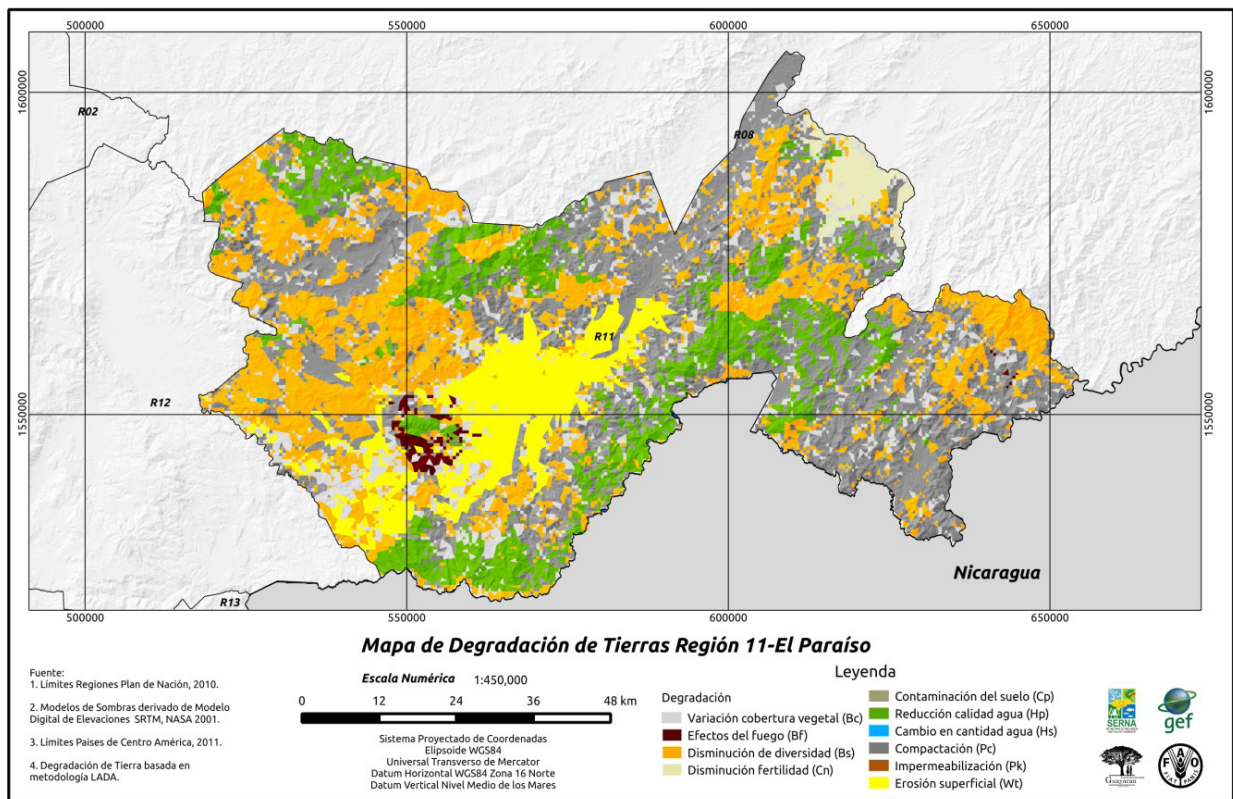 500000 550000 600000 650000
1600000 1600000
R02
R08
R11
R12
1550000 1550000
Nicaragua
R13
500000 550000 600000 650000
Mapa de Degradación de Tierras Región 11-El Paraíso
Fuente:
1. Límites Regiones Plan de Nación, 2010.
2. Modelos de Sombras derivado de Modelo
Digital de Elevaciones SRTM, NASA 2001.
3. Límites Paises de Centro América, 2011.
4. Degradación de Tierra basada en
metodología LADA.
Escala Numérica 1:450,000
0 12 24 36 48 km
Sistema Proyectado de Coordenadas
Elipsoide WGS84
Universal Transverso de Mercator
Datum Horizontal WGS84 Zona 16 Norte
Datum Vertical Nivel Medio de los Mares
Leyenda
Degradación
Variación cobertura vegetal (Bc)
Efectos del fuego (Bf)
Disminución de diversidad (Bs)
Disminución fertilidad (Cn)
Contaminación del suelo (Cp)
Reducción calidad agua (Hp)
Cambio en cantidad agua (Hs)
Compactación (Pc)
Impermeabilización (Pk)
Erosión superficial (Wt)
SERNA
gef
Guayacán
F A O
FIAT PANIS